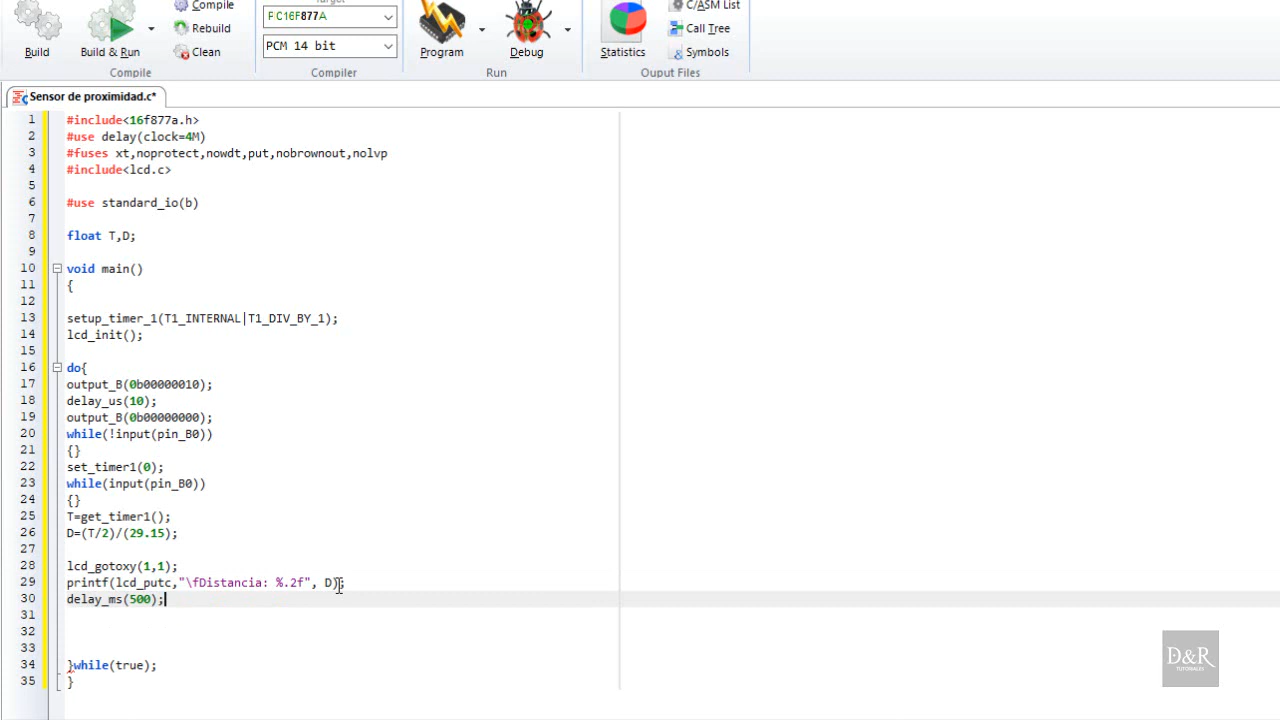 Compile
Target
PIC16F877A
C/ASM List
Rebuild
Call Tree
Build
Build & Run
Clean
PCM 14 bit
Program
Debug
Statistics
Symbols
Compile
Compiler
Run
Ouput Files
Sensor de proximidad.c*
1 #include<16f877a.h>
2 #use delay(clock=4M)
3 #fuses xt,noprotect,nowdt,put,nobrownout,nolvp
4 #include<lcd.c>
5
6 #use standard_io(b)
7
8 float T,D;
9
10 void main()
11 {
12
13 setup_timer_1(T1_INTERNAL|T1_DIV_BY_1);
14 lcd_init();
15
16 do{
17 output_B(0b00000010);
18 delay_us(10);
19 output_B(0b00000000);
20 while(!input(pin_B0))
21 {}
22 set_timer1(0);
23 while(input(pin_B0))
24 {}
25 T=get_timer1();
26 D=(T/2)/(29.15);
27
28 lcd_gotoxy(1,1);
29 printf(lcd_putc,"\fDistancia: %.2f", D);
30 delay_ms(500);
31
32
33
34 }while(true);
35 }
D&R
TUTORIALES